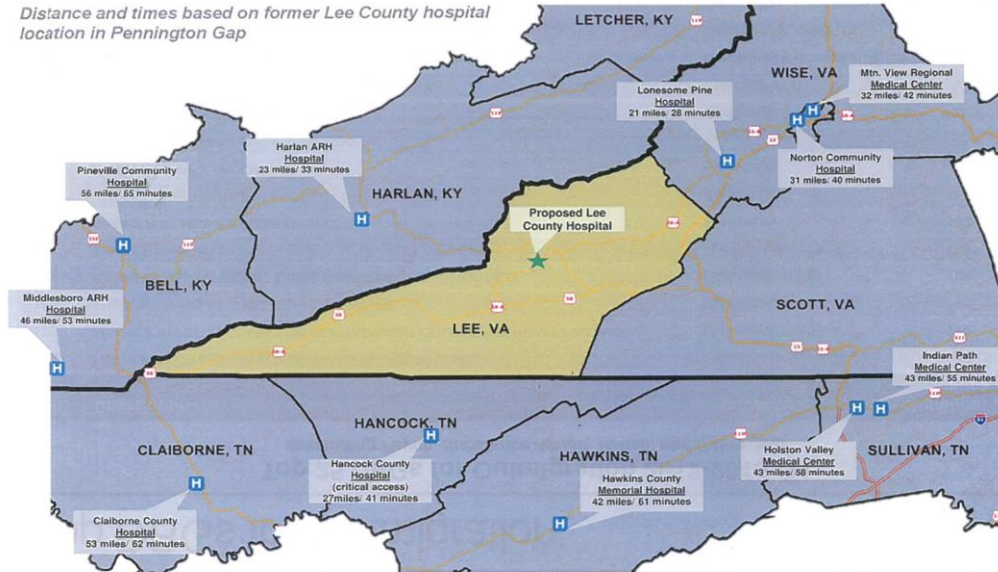 Distance and times based on former Lee County hospital
location in Pennington Gap
LETCHER, KY
WISE, VA
Mtn. View Regional
Medical Center
32 miles/ 42 minutes
Lonesome Pine
Hospital
21 miles/ 28 minutes
Norton Community
Hospital
31 miles/ 40 minutes
Harlan ARH
Hospital
23 miles/ 33 minutes
HARLAN, KY
Pineville Community
Hospital
56 miles/ 65 minutes
BELL, KY
Proposed Lee
County Hospital
Middlesboro ARH
Hospital
46 miles/ 53 minutes
LEE, VA
SCOTT, VA
Indian Path
Medical Center
43 miles/ 55 minutes
HANCOCK, TN
CLAIBORNE, TN
Hancock County
Hospital
(critical access)
27miles/ 41 minutes
HAWKINS, TN
Hawkins County
Memorial Hospital
42 miles/ 61 minutes
Holston Valley
Medical Center
43 miles/ 58 minutes
SULLIVAN, TN
Claiborne County
Hospital
53 miles/ 62 minutes
H
H
H
H
H
H
H
H
H
H
H